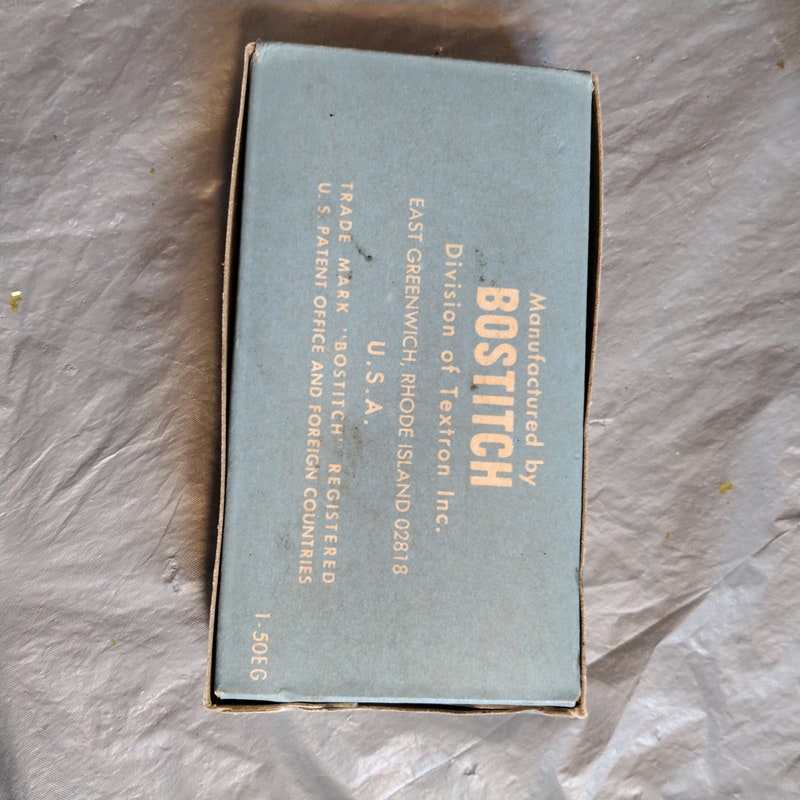 Manufactured by
BOSTITCH
Division of Textron Inc.
EAST GREENWICH, RHODE ISLAND 02818
U.S.A.
TRADE MARK "BOSTITCH" REGISTERED
U. S. PATENT OFFICE AND FOREIGN COUNTRIES
1-50EG